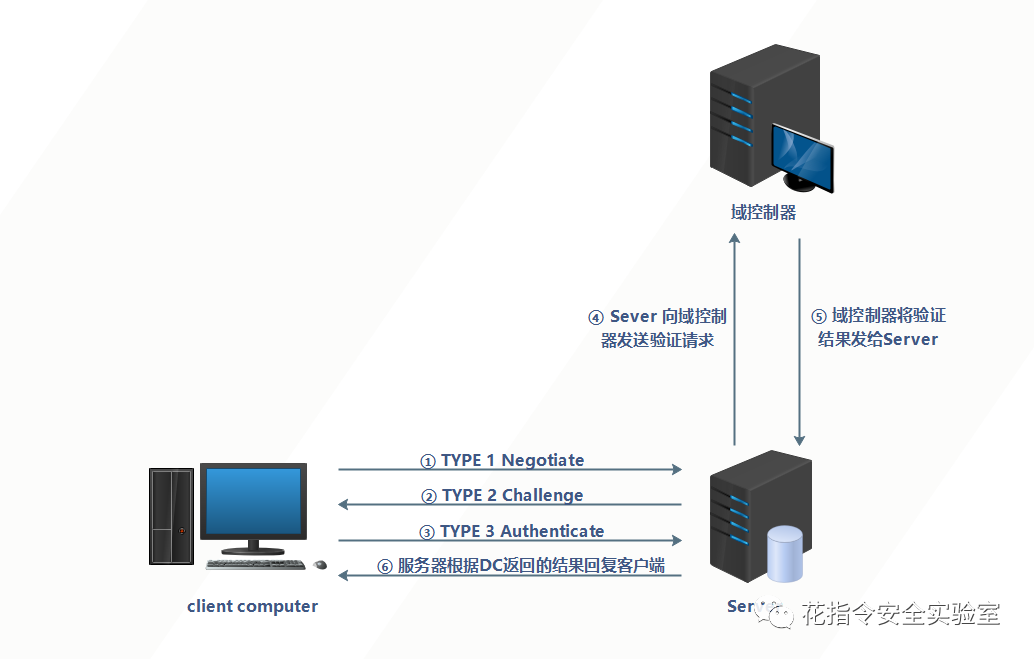 域控制器
④ Sever 向域控制
器发送验证请求
⑤ 域控制器将验证
结果发给Server
① TYPE 1 Negotiate
② TYPE 2 Challenge
③ TYPE 3 Authenticate
⑥ 服务器根据DC返回的结果回复客户端
client computer
Server
花指令安全实验室